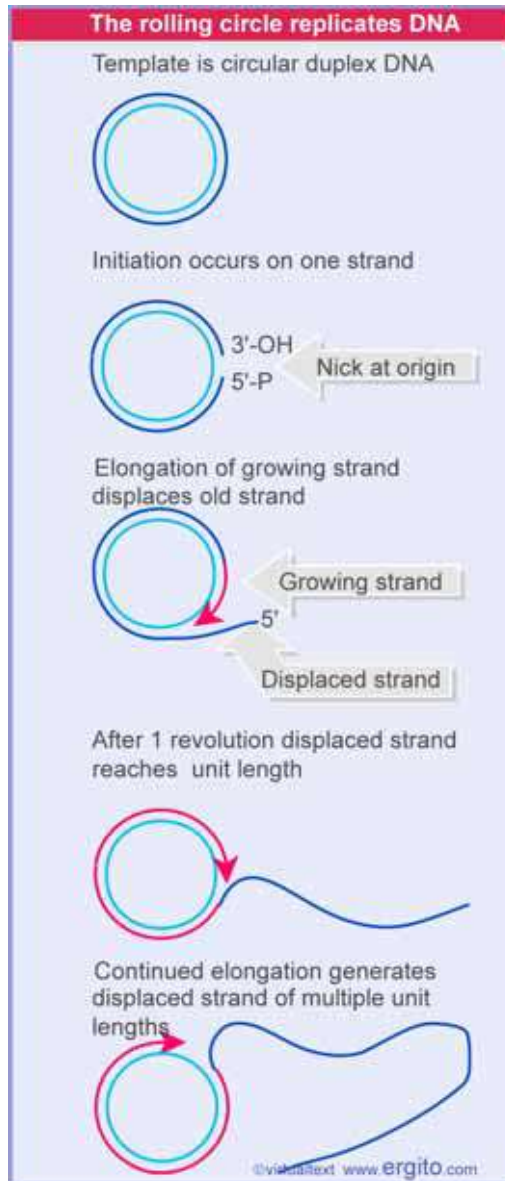 The rolling circle replicates DNA
Template is circular duplex DNA
Initiation occurs on one strand
3'-OH
5'-P
Nick at origin
Elongation of growing strand
displaces old strand
Growing strand
5'
Displaced strand
After 1 revolution displaced strand
reaches unit length
Continued elongation generates
displaced strand of multiple unit
lengths
©virtualtext www.ergito.com